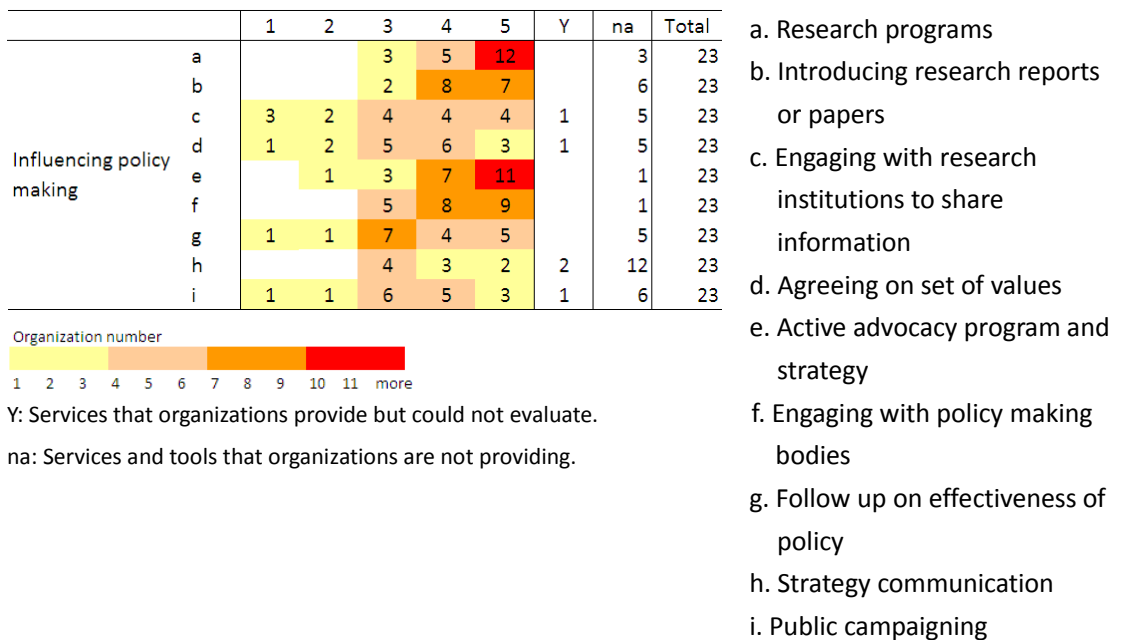 1 2 3 4 5 Y na Total
a 3 5 12 3 23
b 2 8 7 6 23
c 3 2 4 4 4 1 5 23
d 1 2 5 6 3 1 5 23
Influencing policy
making
e 1 3 7 11 1 23
f 5 8 9 1 23
g 1 1 7 4 5 5 23
h 4 3 2 2 12 23
i 1 1 6 5 3 1 6 23
Organization number
1 2 3 4 5 6 7 8 9 10 11 more
Y: Services that organizations provide but could not evaluate.
na: Services and tools that organizations are not providing.
a. Research programs
b. Introducing research reports
or papers
c. Engaging with research
institutions to share
information
d. Agreeing on set of values
e. Active advocacy program and
strategy
f. Engaging with policy making
bodies
g. Follow up on effectiveness of
policy
h. Strategy communication
i. Public campaigning